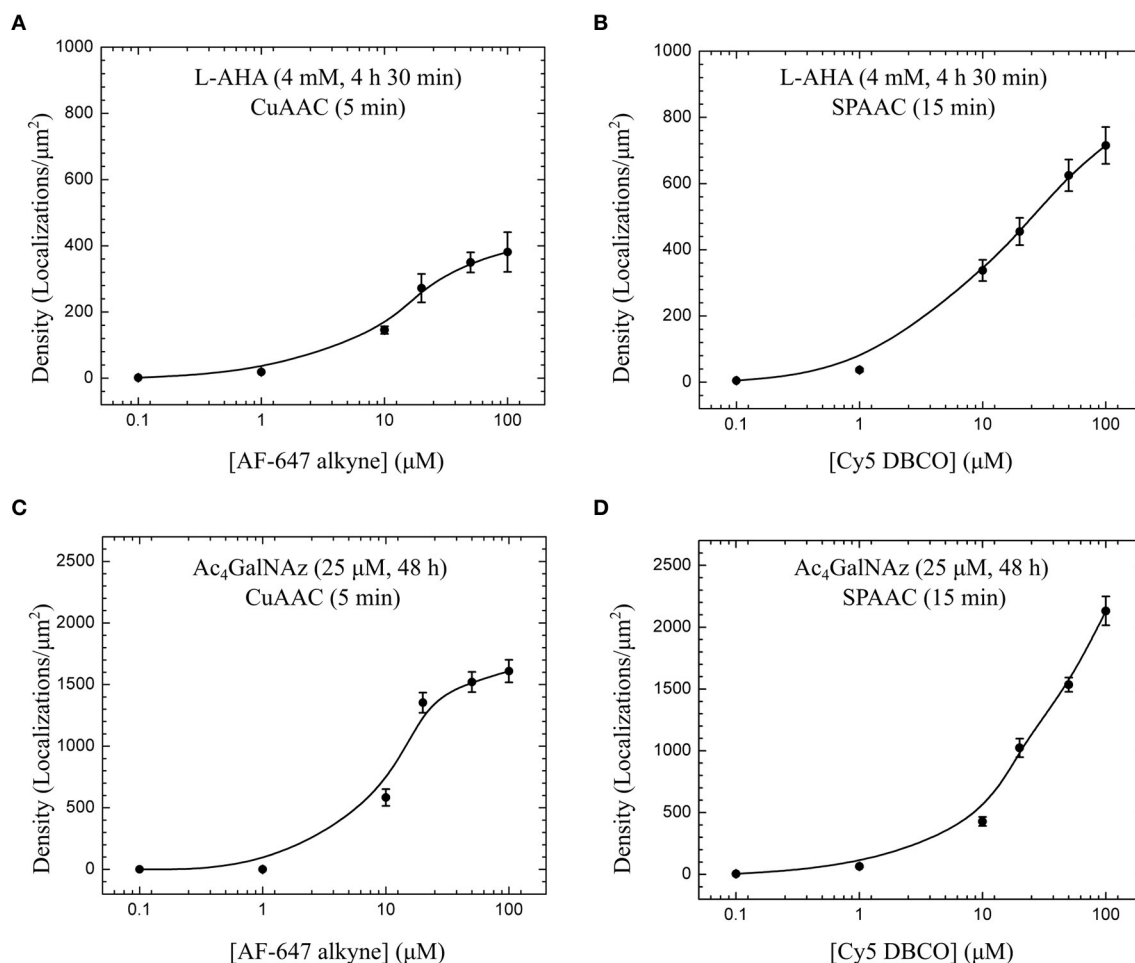 A
L-AHA (4 mM, 4 h 30 min)
CuAAC (5 min)
Density (Localizations/μm²)
1000
800
600
400
200
0
0.1 1 10 100
[AF-647 alkyne] (μM)
B
L-AHA (4 mM, 4 h 30 min)
SPAAC (15 min)
Density (Localizations/μm²)
1000
800
600
400
200
0
0.1 1 10 100
[Cy5 DBCO] (μM)
C
Ac₄GalNAz (25 μM, 48 h)
CuAAC (5 min)
Density (Localizations/μm²)
2500
2000
1500
1000
500
0
0.1 1 10 100
[AF-647 alkyne] (μM)
D
Ac₄GalNAz (25 μM, 48 h)
SPAAC (15 min)
Density (Localizations/μm²)
2500
2000
1500
1000
500
0
0.1 1 10 100
[Cy5 DBCO] (μM)